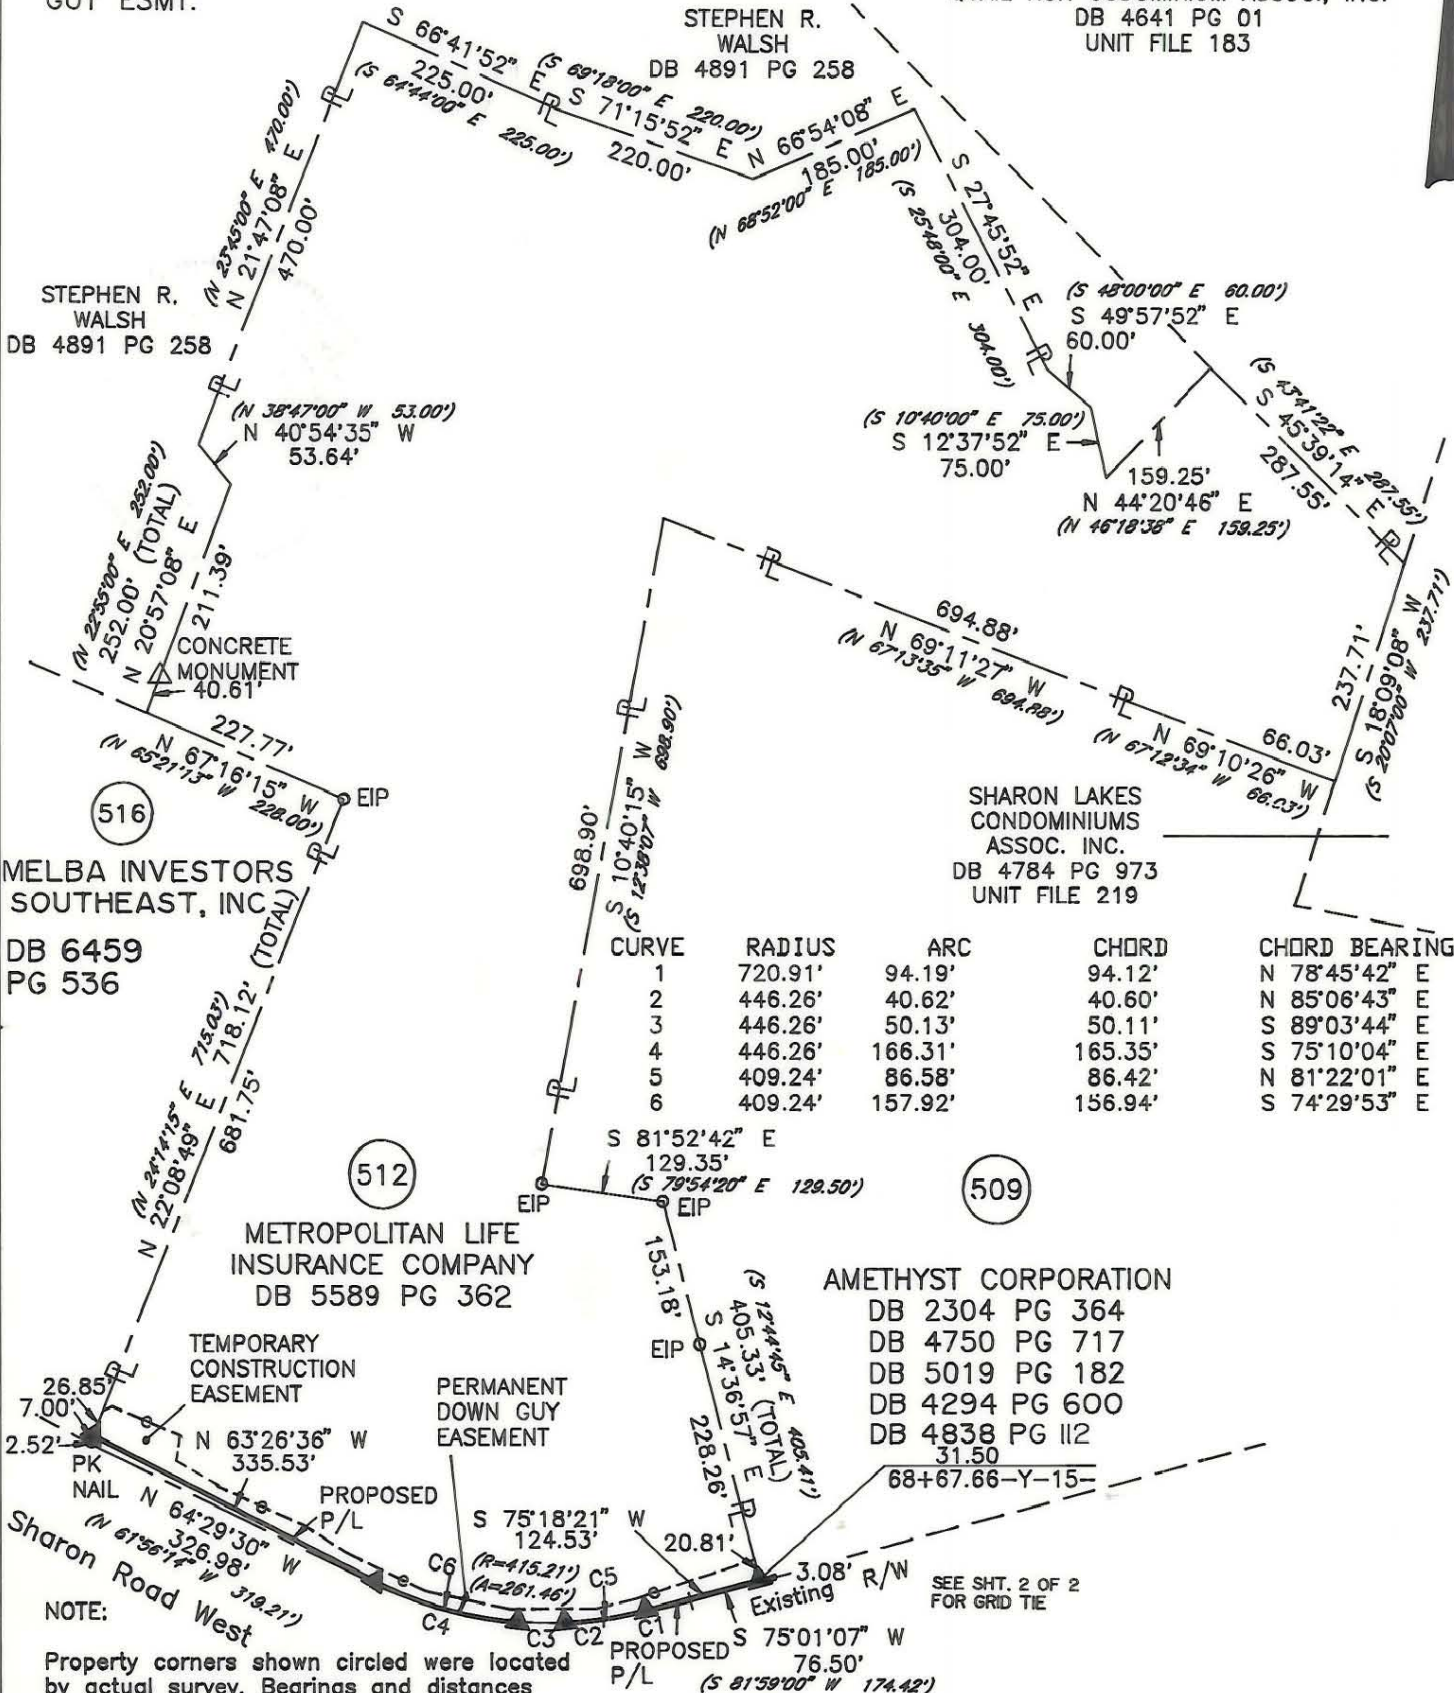 GUY ESMT.
STEPHEN R.
WALSH
DB 4891 PG 258
DB 4641 PG 01
UNIT FILE 183
S 66°41'52" E
225.00'
(S 64°44'00" E 225.00')
(S 69°18'00" E 220.00')
S 71°15'52" E
220.00'
N 66°54'08" E
185.00'
(N 68°52'00" E 185.00')
S 27°45'52" E
304.00'
(S 25°48'00" E 304.00')
(N 23°45'00" E 470.00')
N 21°47'08" E
470.00'
STEPHEN R.
WALSH
DB 4891 PG 258
(S 48°00'00" E 60.00')
S 49°57'52" E
60.00'
(S 43°41'22" E 287.55')
S 45°39'14" E
287.55'
(N 38°47'00" W 53.00')
N 40°54'35" W
53.64'
(S 10°40'00" E 75.00')
S 12°37'52" E
75.00'
159.25'
N 44°20'46" E
(N 46°18'38" E 159.25')
(N 22°55'00" E 252.00')
252.00' (TOTAL)
N 20°57'08" E
211.39'
CONCRETE
MONUMENT
40.61'
694.88'
N 69°11'27" W
(N 67°13'35" W 694.88')
237.71'
S 18°09'08" W
(S 20°07'00" W 237.71')
66.03'
N 69°10'26" W
(N 67°12'34" W 66.03')
227.77'
N 67°16'15" W
(N 65°21'13" W 228.00')
EIP
698.90'
S 10°40'15" W
(S 12°38'07" W 698.90')
516
MELBA INVESTORS
SOUTHEAST, INC
DB 6459
PG 536
SHARON LAKES
CONDOMINIUMS
ASSOC. INC.
DB 4784 PG 973
UNIT FILE 219
(N 24°14'15" E 715.03')
N 22°08'49" E 718.12' (TOTAL)
681.75'
CURVE RADIUS ARC CHORD CHORD BEARING
1 720.91' 94.19' 94.12' N 78°45'42" E
2 446.26' 40.62' 40.60' N 85°06'43" E
3 446.26' 50.13' 50.11' S 89°03'44" E
4 446.26' 166.31' 165.35' S 75°10'04" E
5 409.24' 86.58' 86.42' N 81°22'01" E
6 409.24' 157.92' 156.94' S 74°29'53" E
S 81°52'42" E
129.35'
(S 79°54'20" E 129.50')
EIP
EIP
512
METROPOLITAN LIFE
INSURANCE COMPANY
DB 5589 PG 362
509
AMETHYST CORPORATION
DB 2304 PG 364
DB 4750 PG 717
DB 5019 PG 182
DB 4294 PG 600
DB 4838 PG 112
153.18'
EIP
(S 12°44'45" E 405.41')
405.33' (TOTAL)
S 14°36'57" E
228.26'
31.50
68+67.66-Y-15-
TEMPORARY
CONSTRUCTION
EASEMENT
PERMANENT
DOWN GUY
EASEMENT
26.85'
7.00'
2.52'
PK
NAIL
N 63°26'36" W
335.53'
PROPOSED
P/L
N 64°29'30" W
326.98'
(N 61°56'14" W 319.21')
Sharon Road West
S 75°18'21" W
124.53'
(R=415.21')
(A=261.46')
20.81'
C6
C5
C4
C3
C2
C1
3.08'
Existing R/W
SEE SHT. 2 OF 2
FOR GRID TIE
PROPOSED
P/L
S 75°01'07" W
76.50'
(S 81°59'00" W 174.42')
NOTE:
Property corners shown circled were located
by actual survey. Bearings and distances